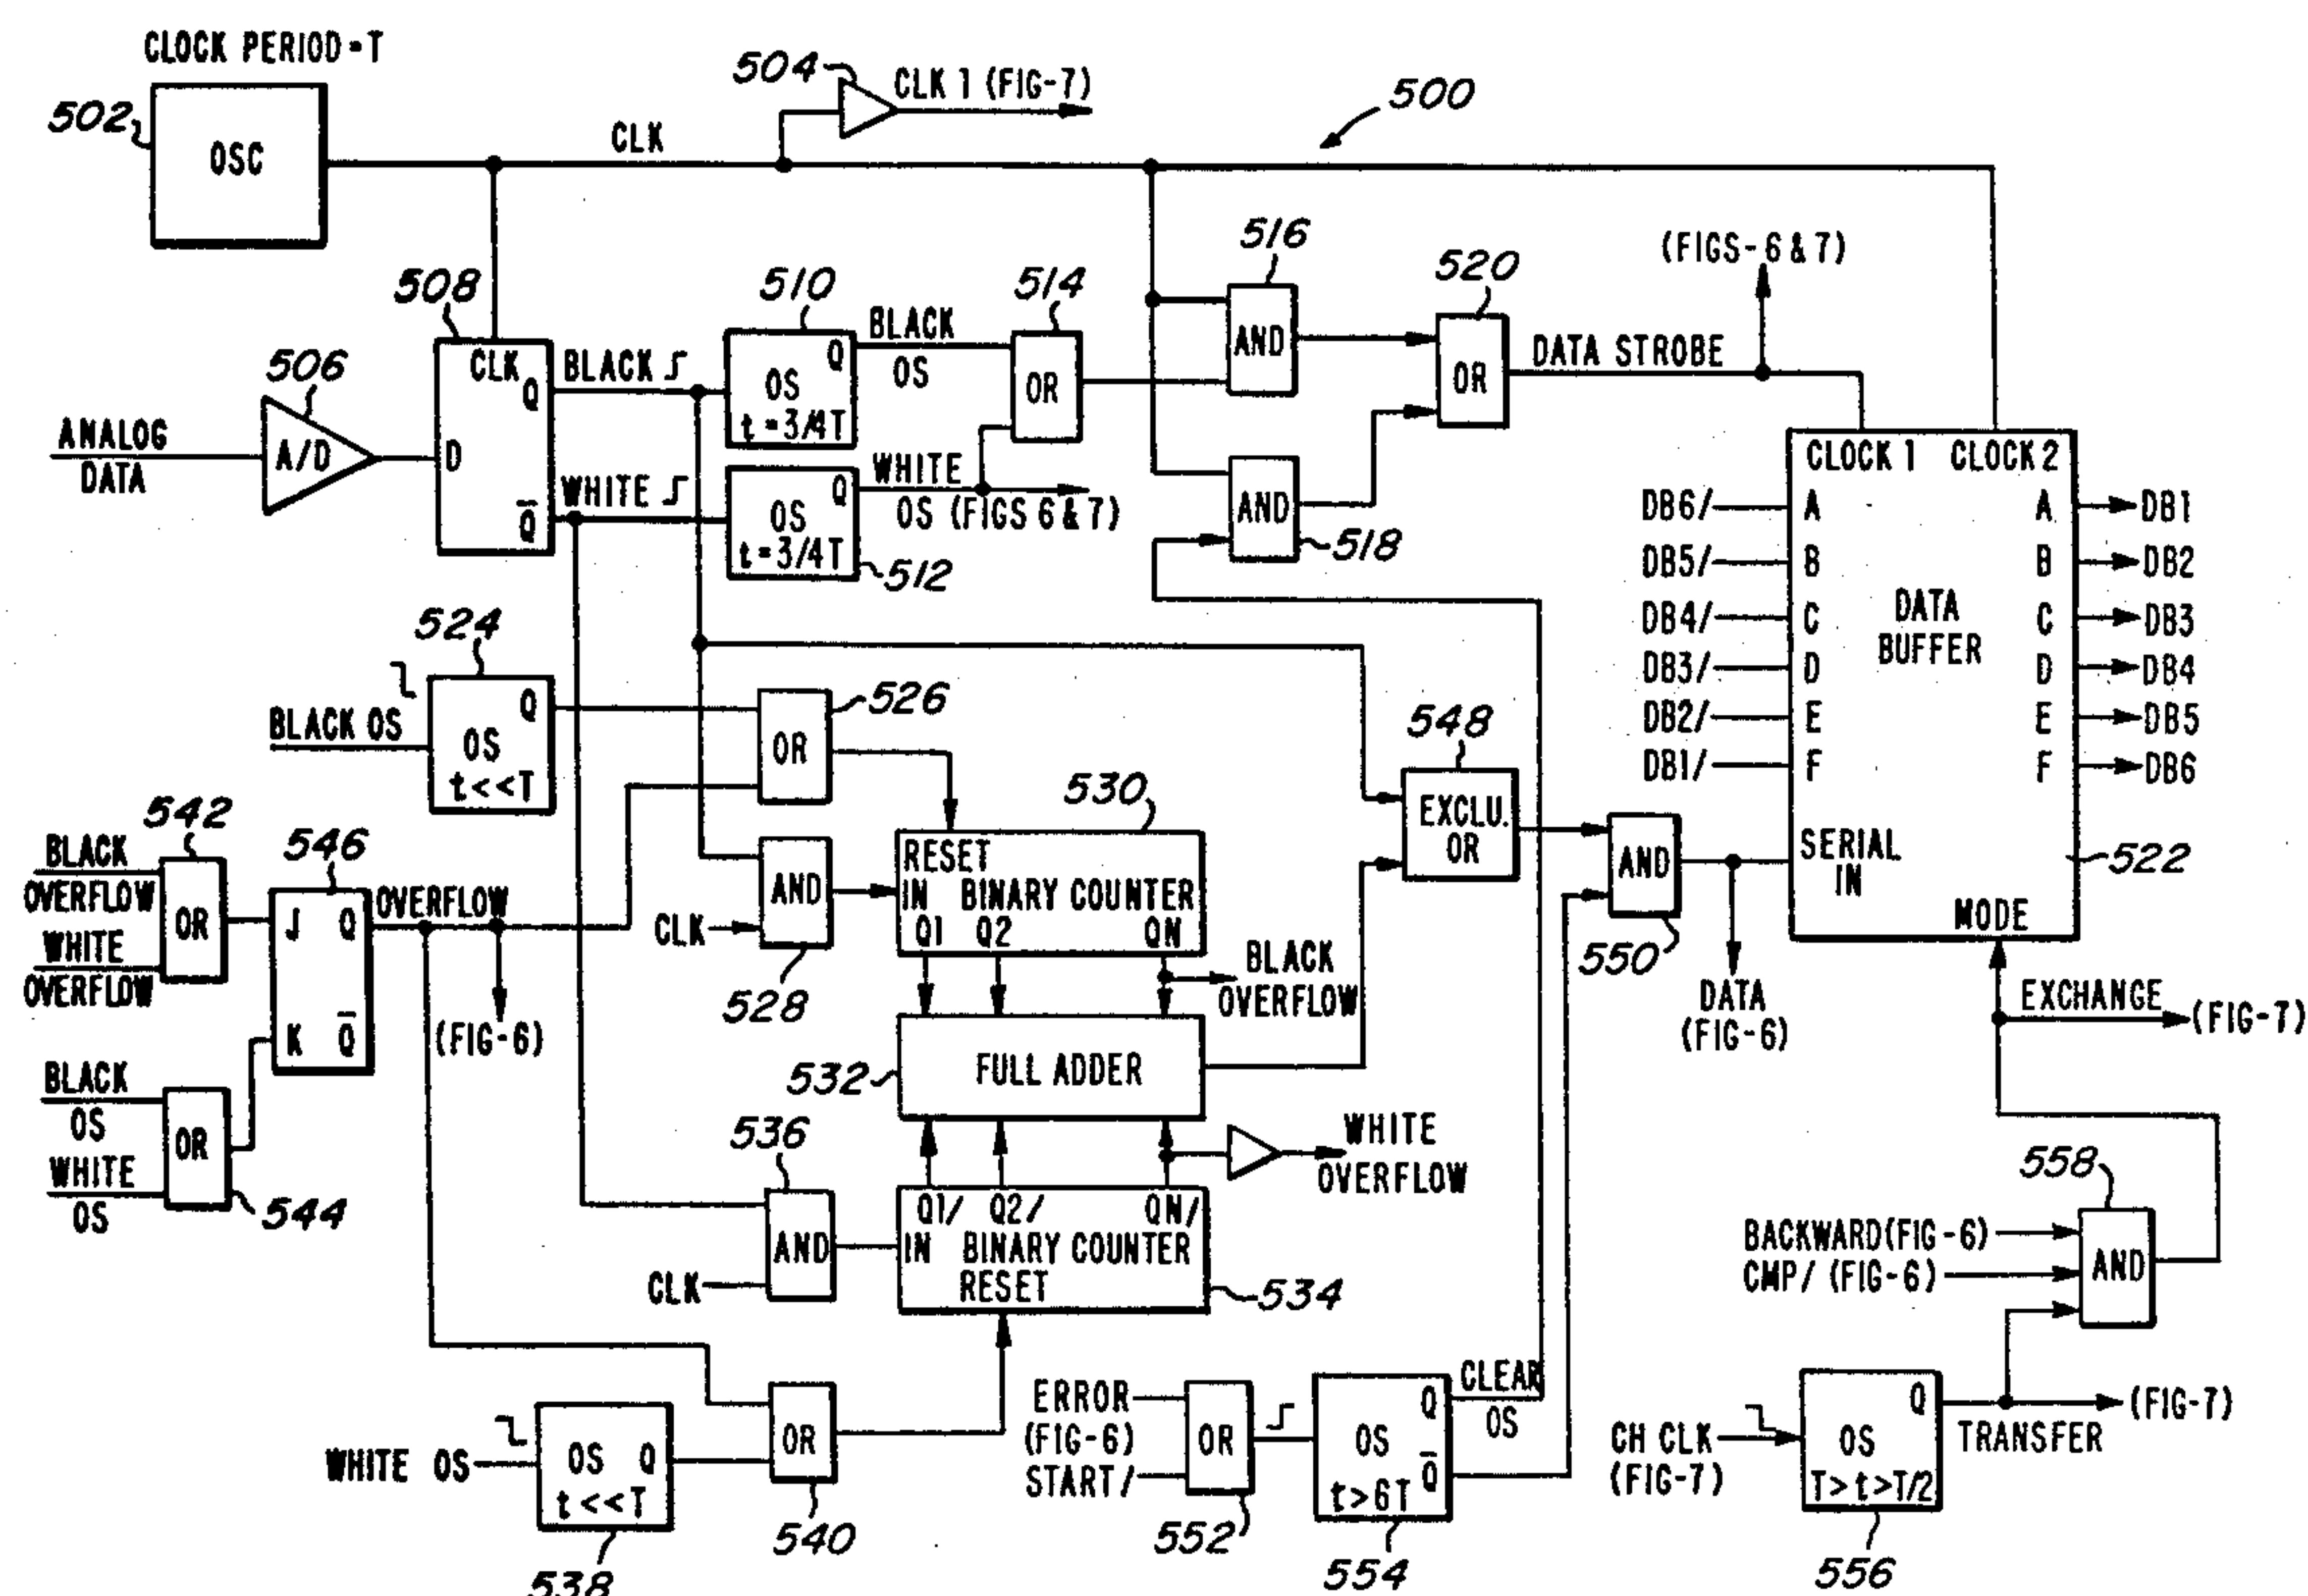 CLOCK PERIOD=T
502
OSC
CLK
504
CLK 1 (FIG-7)
500
508
CLK
Q
D
Q̅
506
A/D
ANALOG
DATA
BLACK
WHITE
510
Q
OS
t=3/4T
BLACK
OS
514
OR
Q
OS
t=3/4T
512
WHITE
OS (FIGS 6&7)
516
AND
520
OR
DATA STROBE
(FIGS-6&7)
AND
518
CLOCK 1 CLOCK 2
DB6/ A A DB1
DB5/ B B DB2
DB4/ C C DB3
DB3/ D D DB4
DB2/ E E DB5
DB1/ F F DB6
DATA
BUFFER
SERIAL
IN
522
MODE
524
Q
OS
t<<T
BLACK OS
526
OR
548
EXCLU.
OR
530
RESET
IN BINARY COUNTER
Q1 Q2 QN
542
BLACK
OVERFLOW
WHITE
OVERFLOW
OR
546
J Q
K Q̅
OVERFLOW
(FIG-6)
CLK
AND
528
BLACK
OVERFLOW
AND
550
DATA
(FIG-6)
EXCHANGE
(FIG-7)
532
FULL ADDER
BLACK
OS
WHITE
OS
OR
544
536
AND
CLK
WHITE
OVERFLOW
Q1/ Q2/ QN/
IN BINARY COUNTER
RESET
534
558
BACKWARD(FIG-6)
CMP/ (FIG-6)
AND
WHITE OS
OS Q
t<<T
538
OR
540
ERROR
(FIG-6)
START/
OR
552
Q
OS
Q̅
t>6T
554
CLEAR
OS
CH CLK
(FIG-7)
Q
OS
T>t>T/2
556
TRANSFER
(FIG-7)